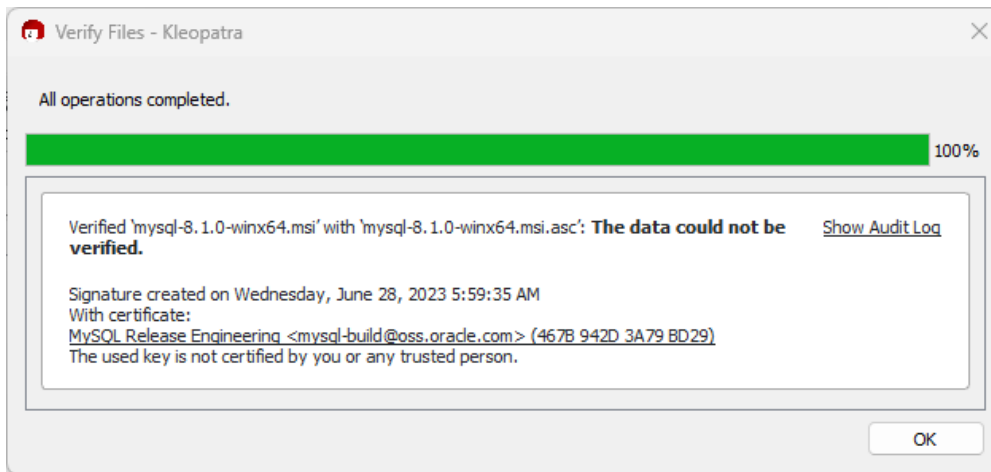 Verify Files - Kleopatra
All operations completed.
100%
Verified 'mysql-8.1.0-winx64.msi' with 'mysql-8.1.0-winx64.msi.asc': The data could not be
verified.
Show Audit Log
Signature created on Wednesday, June 28, 2023 5:59:35 AM
With certificate:
MySQL Release Engineering <mysql-build@oss.oracle.com> (467B 942D 3A79 BD29)
The used key is not certified by you or any trusted person.
OK